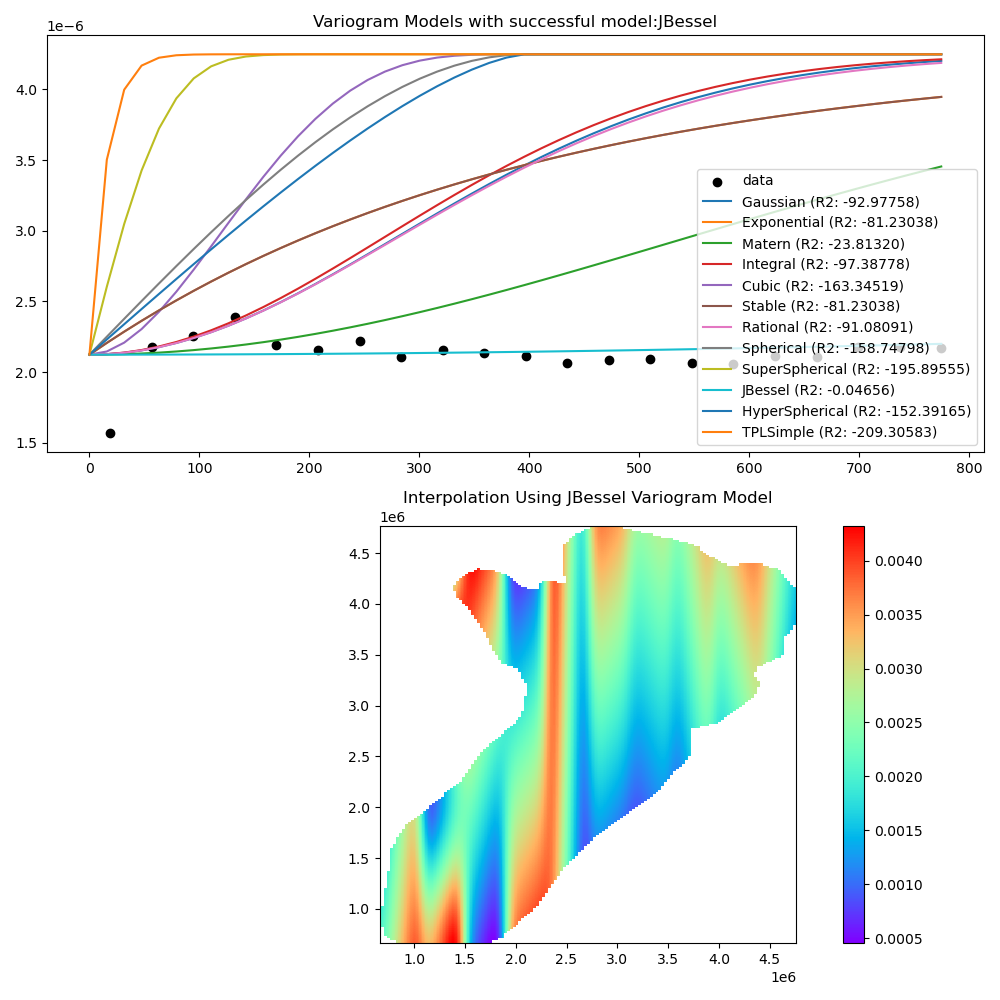 Variogram Models with successful model:JBessel
1e−6
4.0
3.5
3.0
2.5
2.0
1.5
0 100 200 300 400 500 600 700 800
data
Gaussian (R2: -92.97758)
Exponential (R2: -81.23038)
Matern (R2: -23.81320)
Integral (R2: -97.38778)
Cubic (R2: -163.34519)
Stable (R2: -81.23038)
Rational (R2: -91.08091)
Spherical (R2: -158.74798)
SuperSpherical (R2: -195.89555)
JBessel (R2: -0.04656)
HyperSpherical (R2: -152.39165)
TPLSimple (R2: -209.30583)
Interpolation Using JBessel Variogram Model
1e6
4.5
4.0
3.5
3.0
2.5
2.0
1.5
1.0
1.0 1.5 2.0 2.5 3.0 3.5 4.0 4.5
1e6
0.0040
0.0035
0.0030
0.0025
0.0020
0.0015
0.0010
0.0005